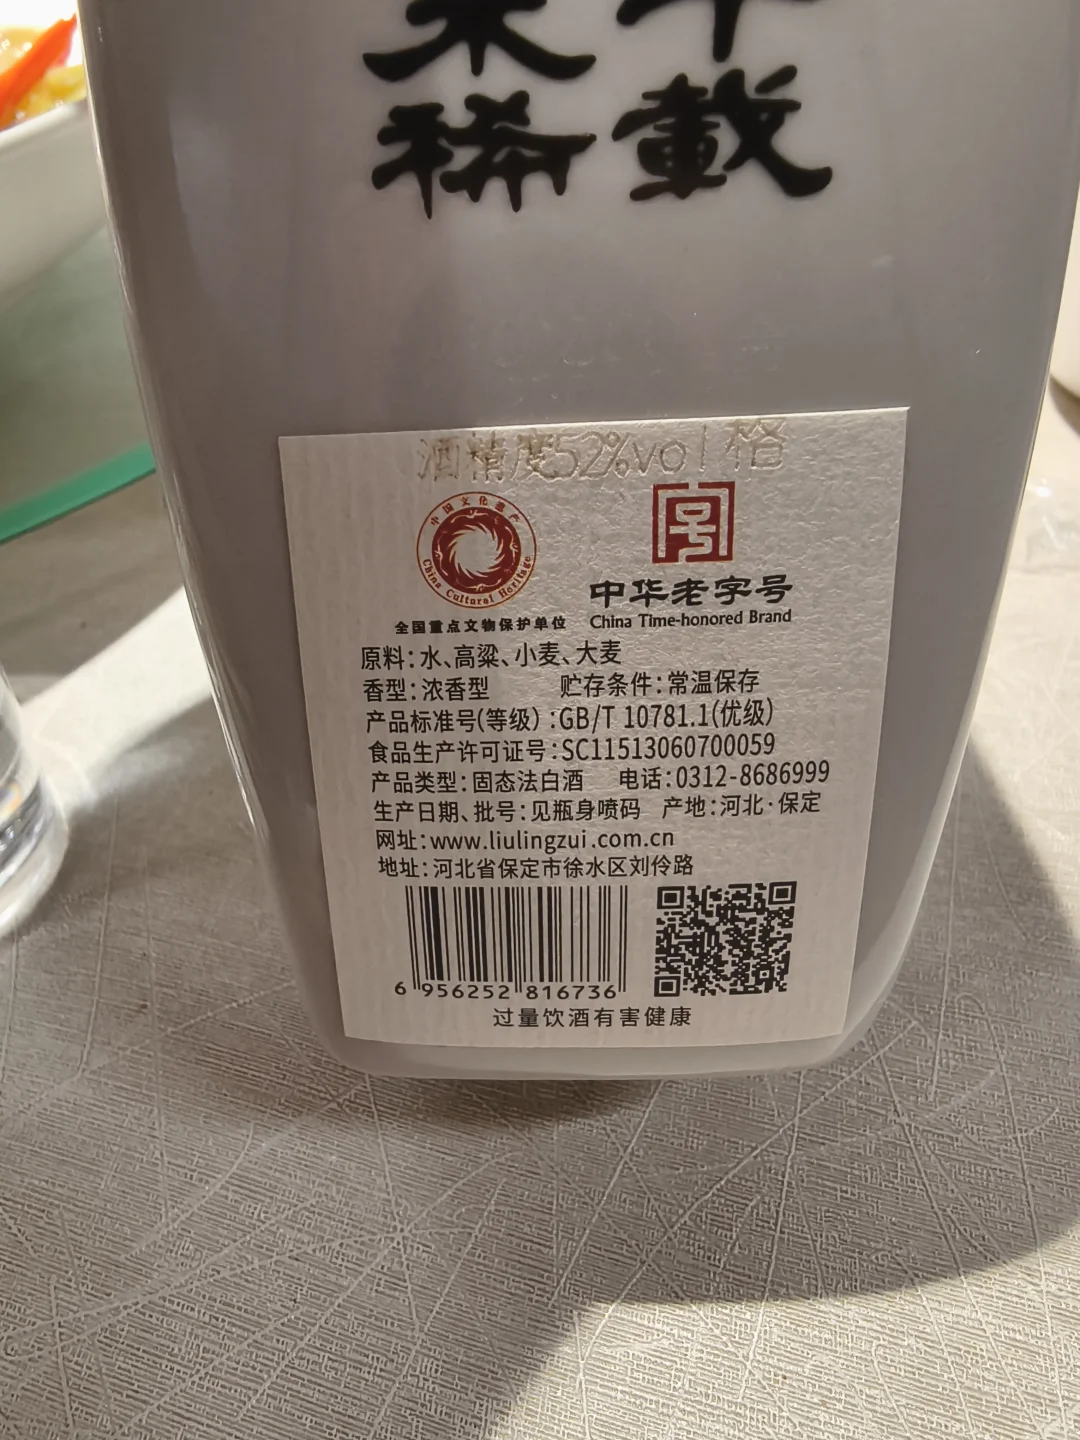 稀 載
酒精度52%vol 格
中国文化遗产
China Cultural Heritage
全国重点文物保护单位
中华老字号
China Time-honored Brand
原料：水、高粱、小麦、大麦
香型：浓香型 贮存条件：常温保存
产品标准号(等级)：GB/T 10781.1(优级)
食品生产许可证号：SC11513060700059
产品类型：固态法白酒 电话：0312-8686999
生产日期、批号：见瓶身喷码 产地：河北·保定
网址：www.liulingzui.com.cn
地址：河北省保定市徐水区刘伶路
6 956252 816736
过量饮酒有害健康